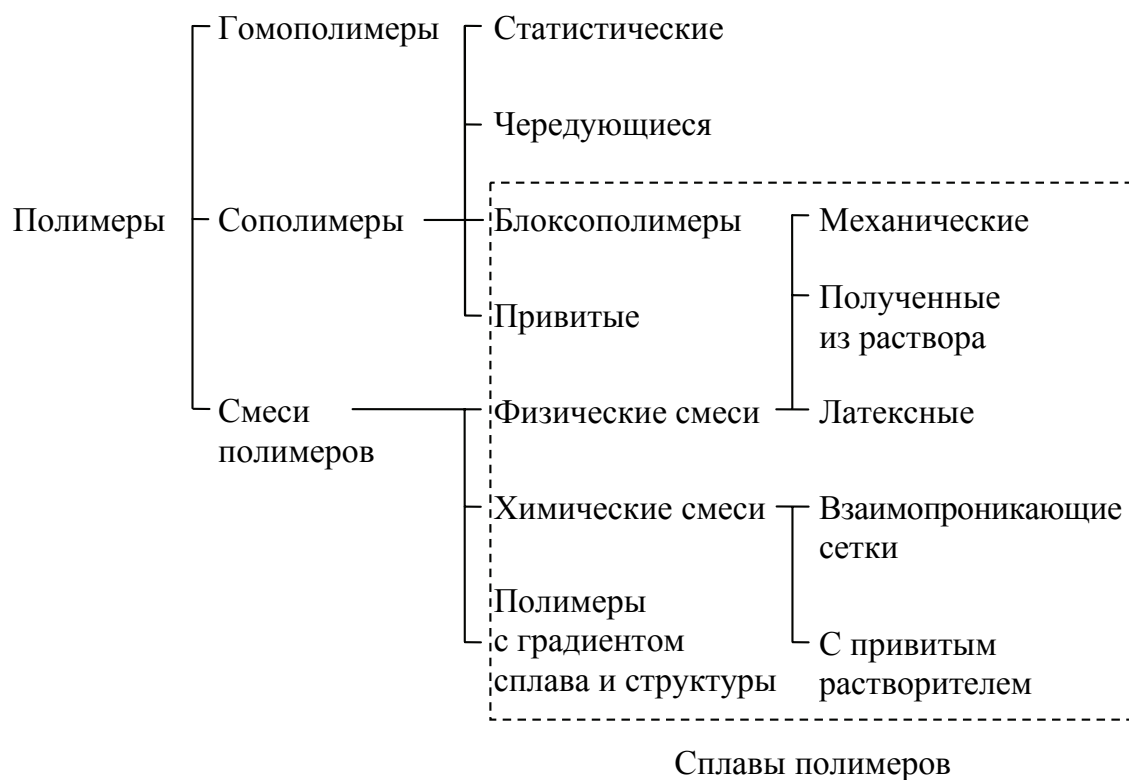 Гомополимеры
Статистические
Чередующиеся
Полимеры
Сополимеры
Блоксополимеры
Механические
Привитые
Полученные
из раствора
Смеси
полимеров
Физические смеси
Латексные
Химические смеси
Взаимопроникающие
сетки
Полимеры
с градиентом
сплава и структуры
С привитым
растворителем
Сплавы полимеров